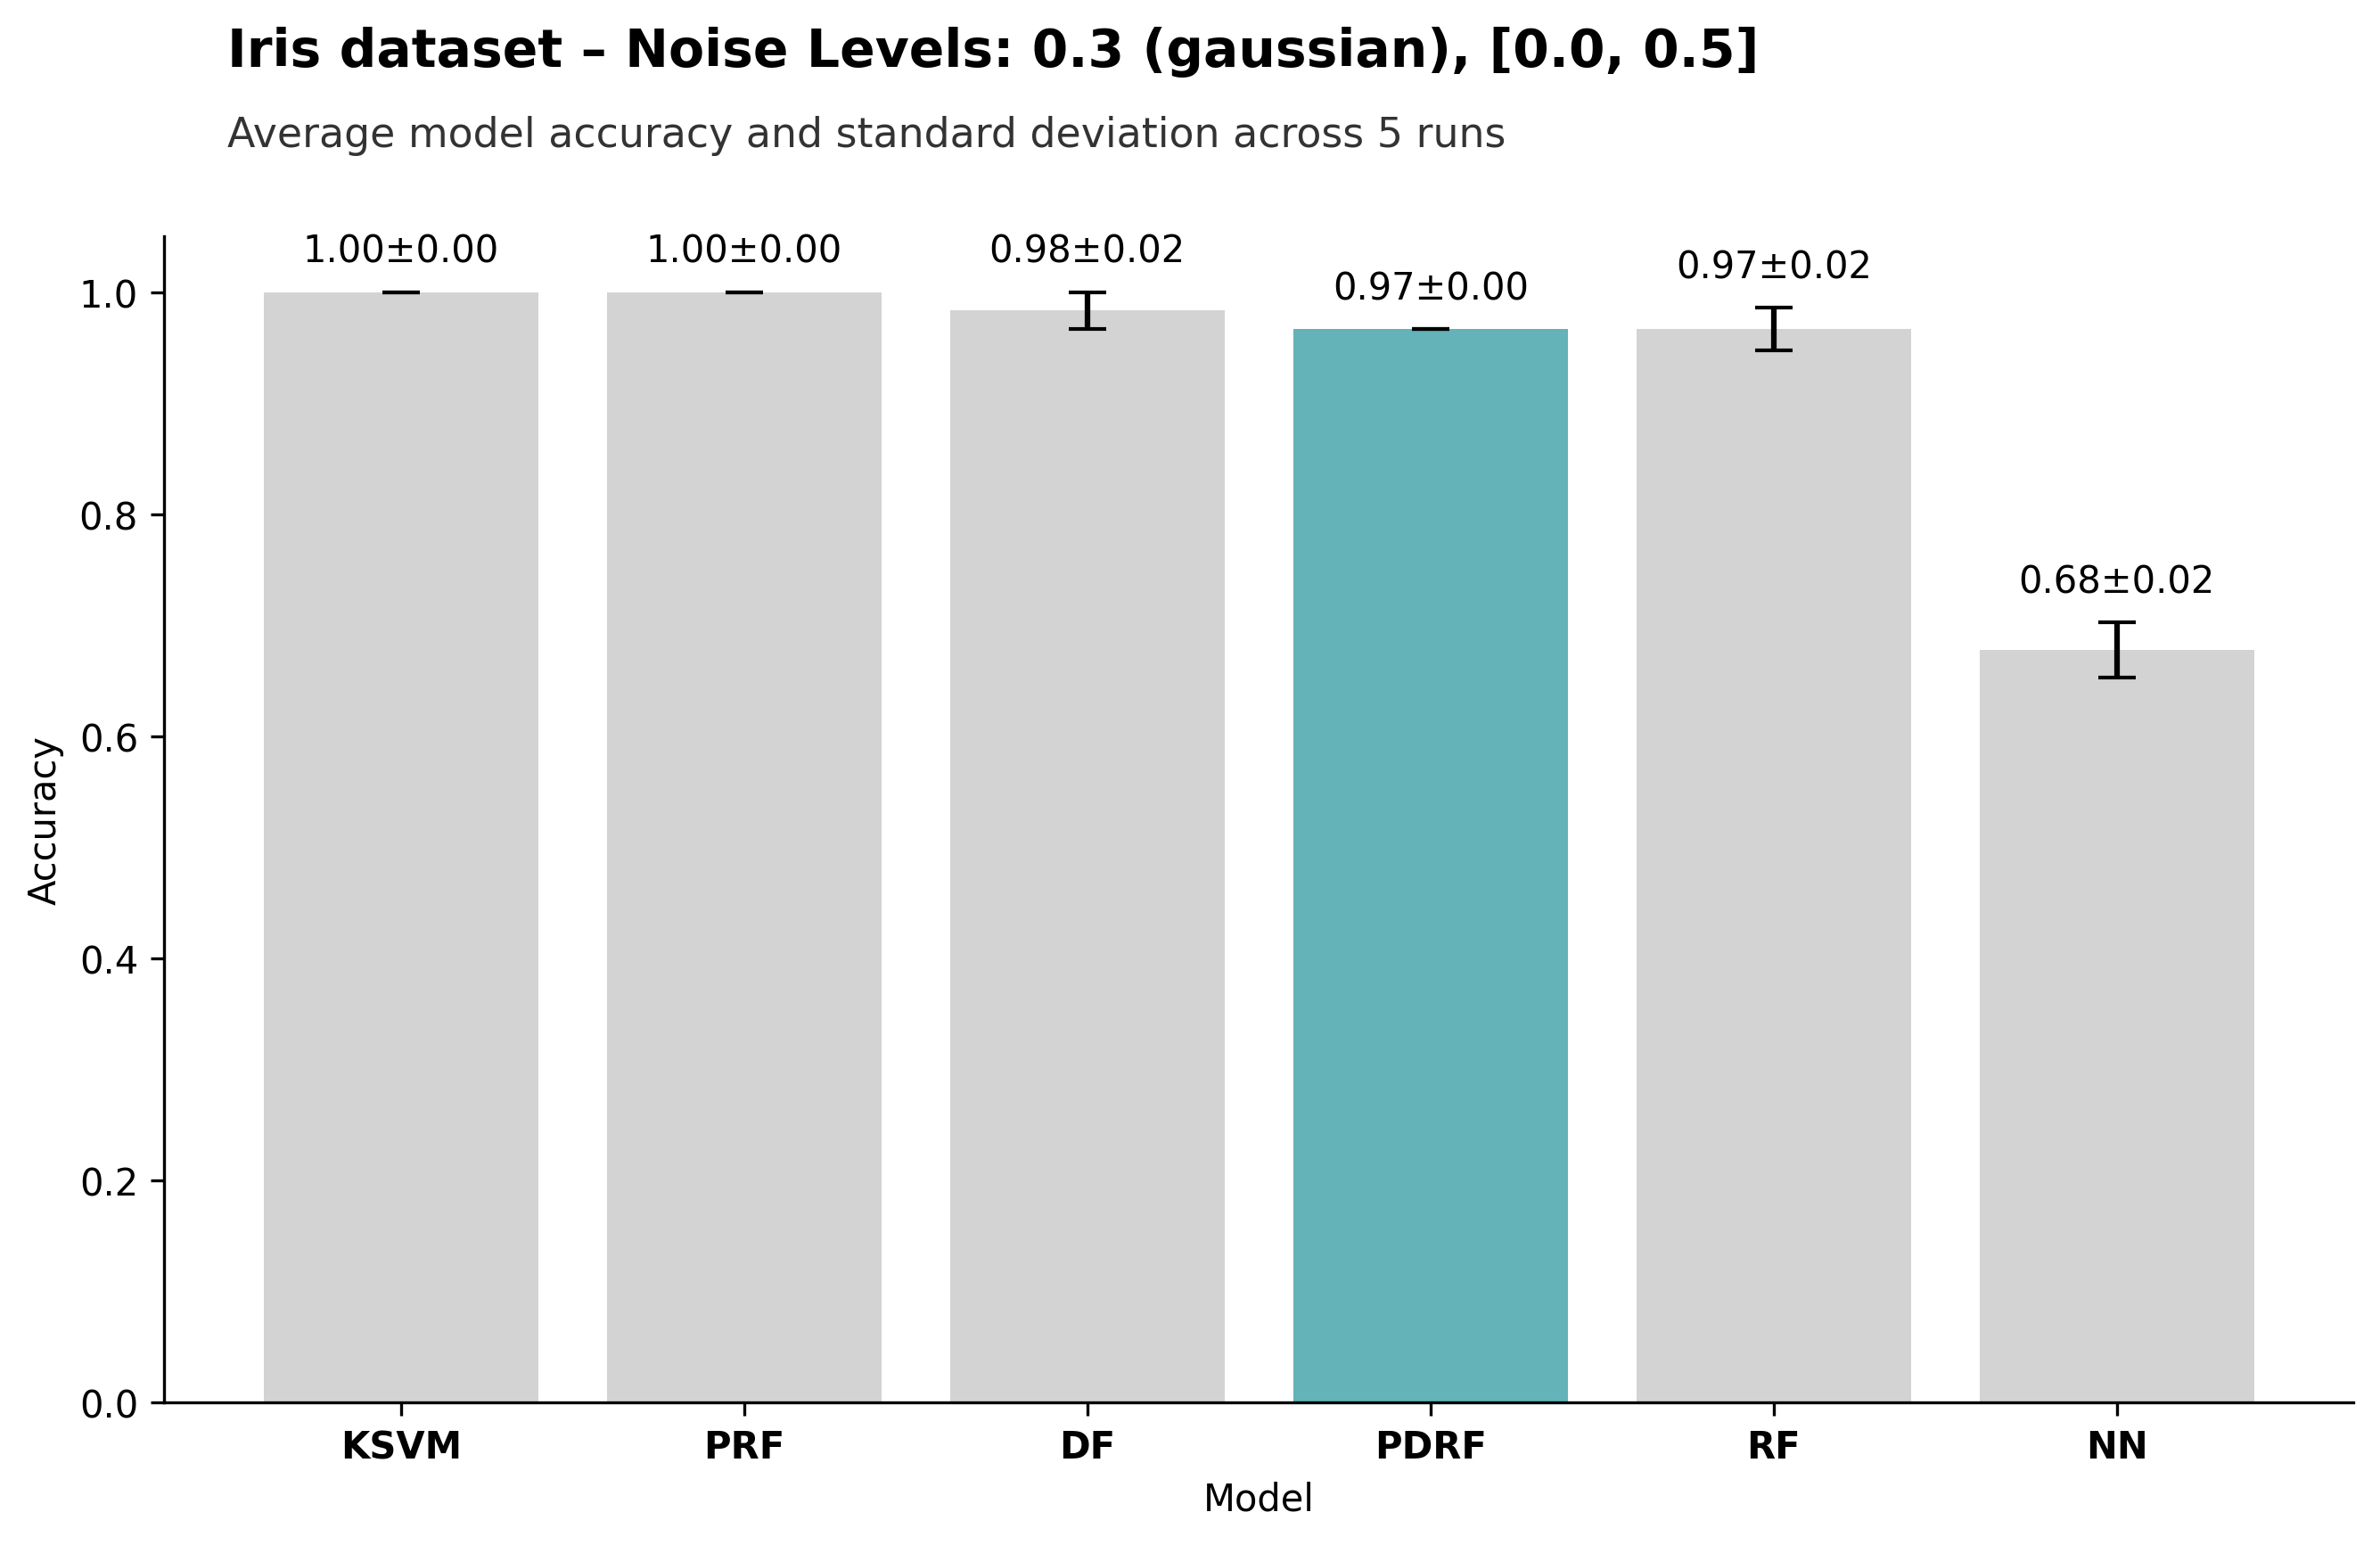 Iris dataset – Noise Levels: 0.3 (gaussian), [0.0, 0.5]
Average model accuracy and standard deviation across 5 runs
1.00±0.00 1.00±0.00 0.98±0.02 0.97±0.00 0.97±0.02 0.68±0.02
1.0
0.8
0.6
0.4
0.2
0.0
Accuracy
KSVM PRF DF PDRF RF NN
Model